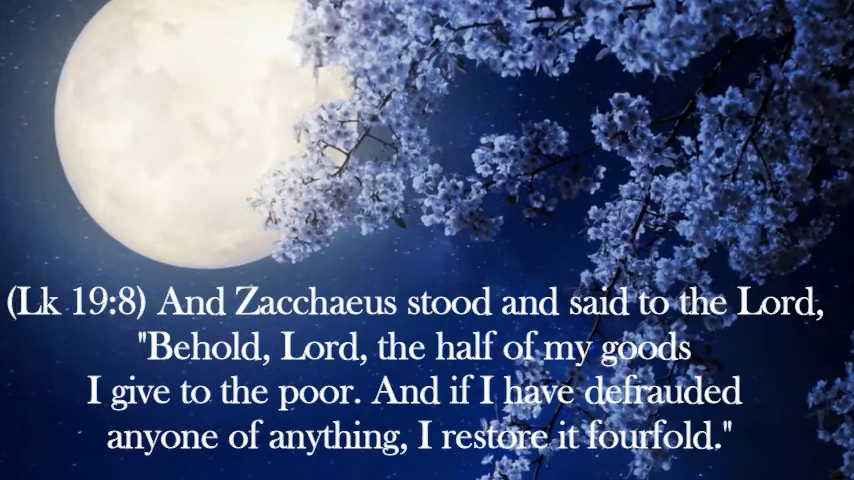 (Lk 19:8) And Zacchaeus stood and said to the Lord,
"Behold, Lord, the half of my goods
I give to the poor. And if I have defrauded
anyone of anything, I restore it fourfold."